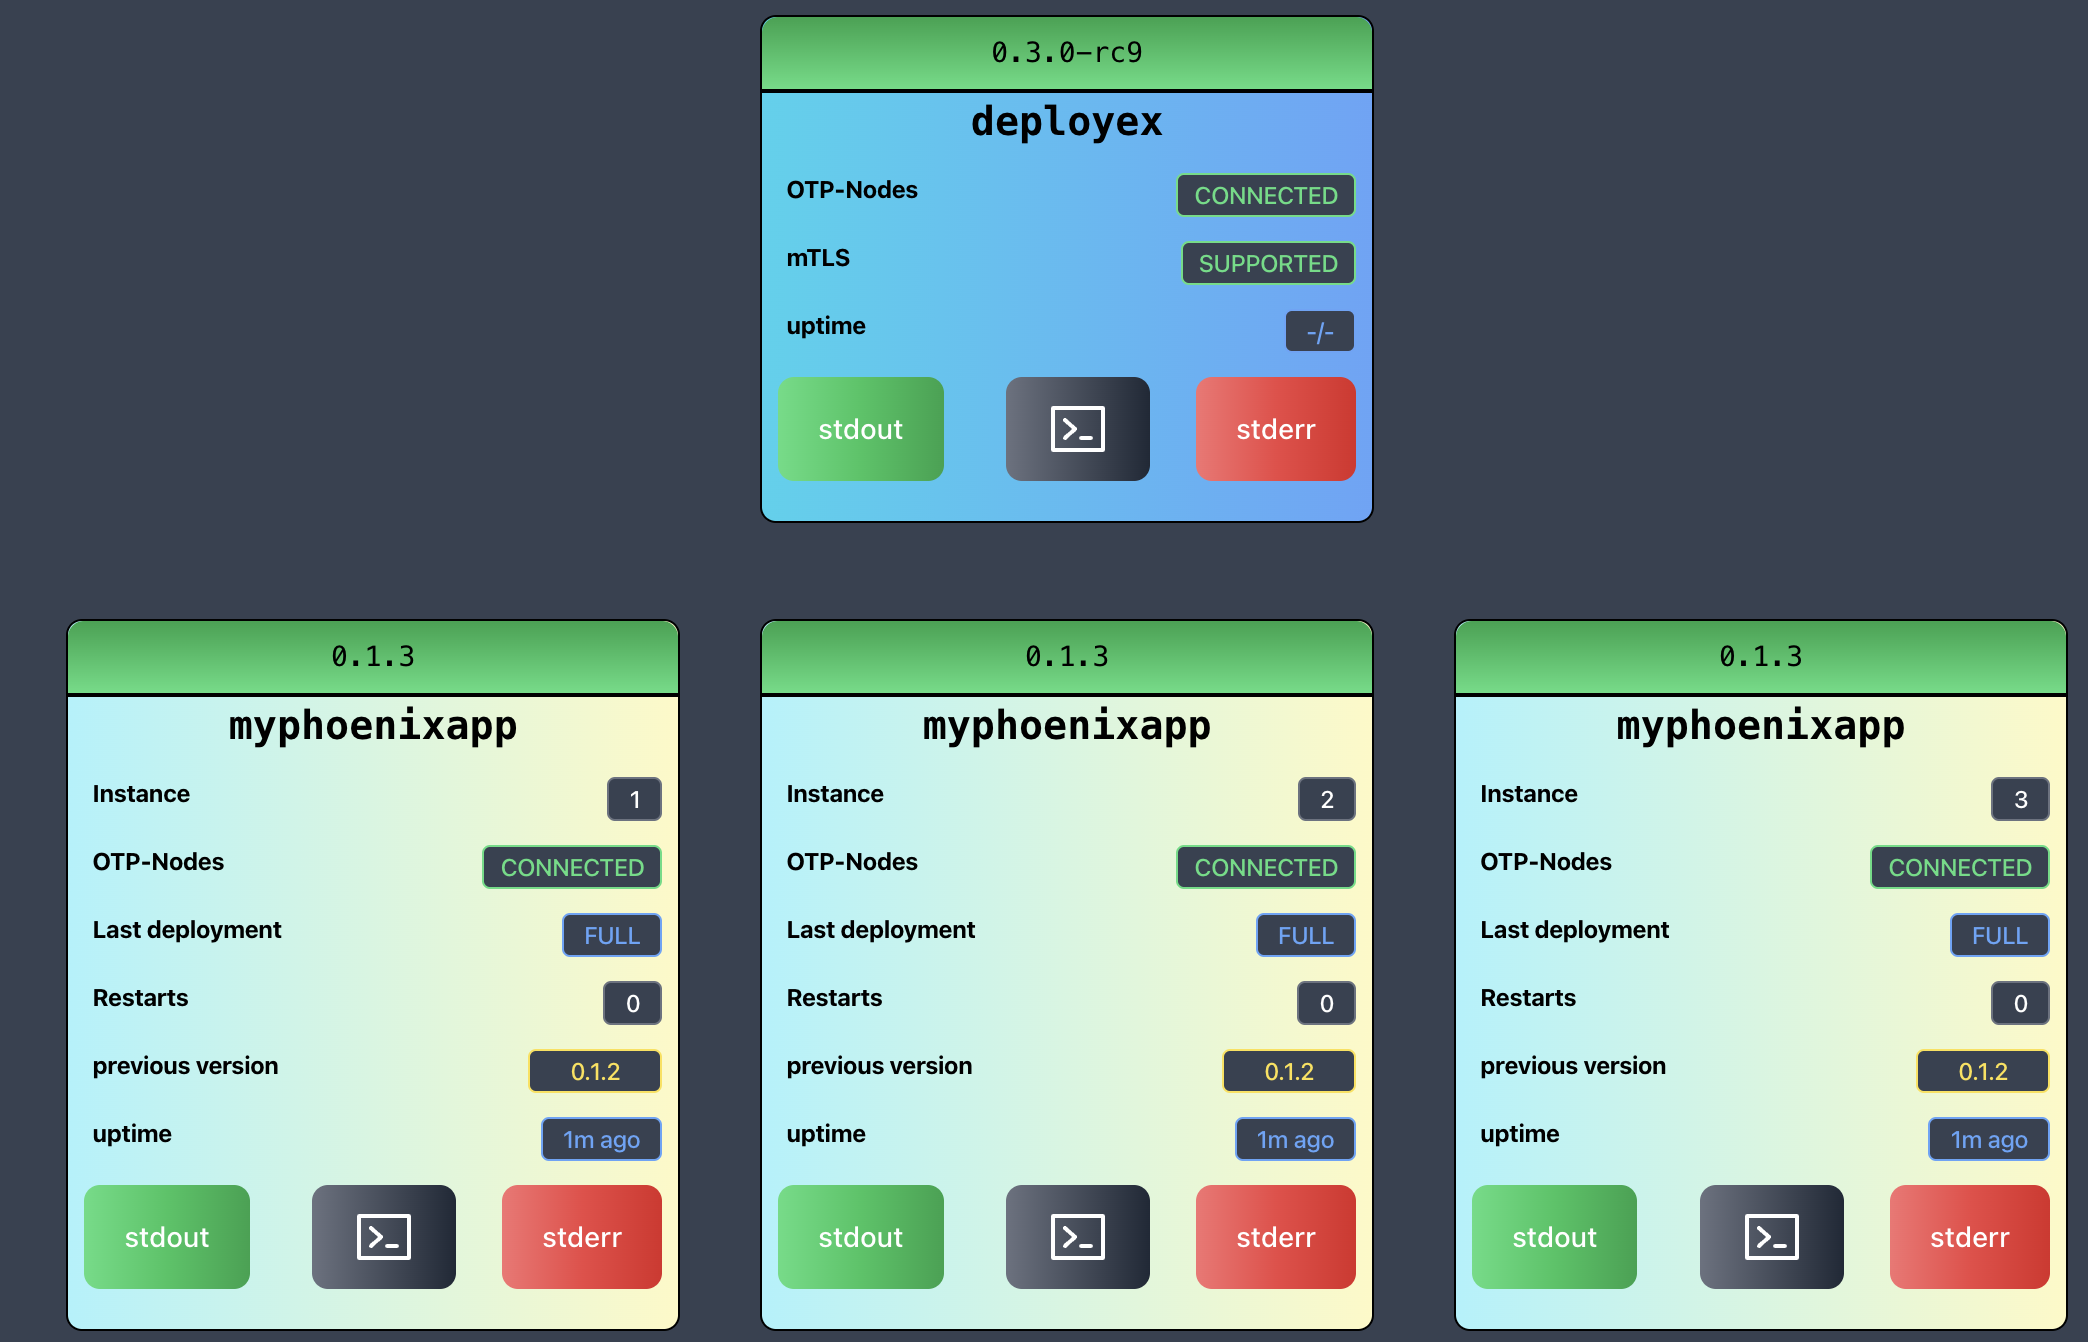 0.3.0-rc9
deployex
OTP-Nodes CONNECTED
mTLS SUPPORTED
uptime -/-
stdout >_ stderr
0.1.3
myphoenixapp
Instance 1
OTP-Nodes CONNECTED
Last deployment FULL
Restarts 0
previous version 0.1.2
uptime 1m ago
stdout >_ stderr
0.1.3
myphoenixapp
Instance 2
OTP-Nodes CONNECTED
Last deployment FULL
Restarts 0
previous version 0.1.2
uptime 1m ago
stdout >_ stderr
0.1.3
myphoenixapp
Instance 3
OTP-Nodes CONNECTED
Last deployment FULL
Restarts 0
previous version 0.1.2
uptime 1m ago
stdout >_ stderr